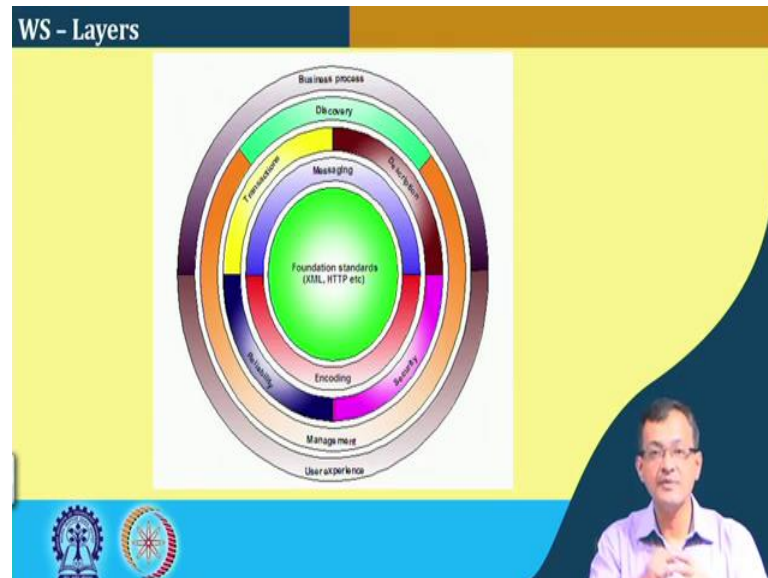 WS – Layers
Business process
Discovery
Transactions
Description
Messaging
Foundation standards
(XML, HTTP etc)
Encoding
Reliability
Security
Management
User experience